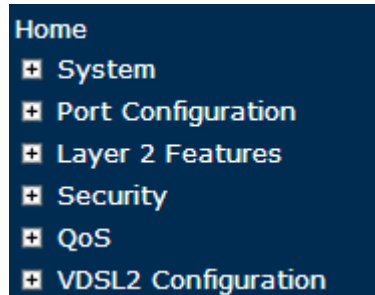 Home
System
Port Configuration
Layer 2 Features
Security
QoS
VDSL2 Configuration